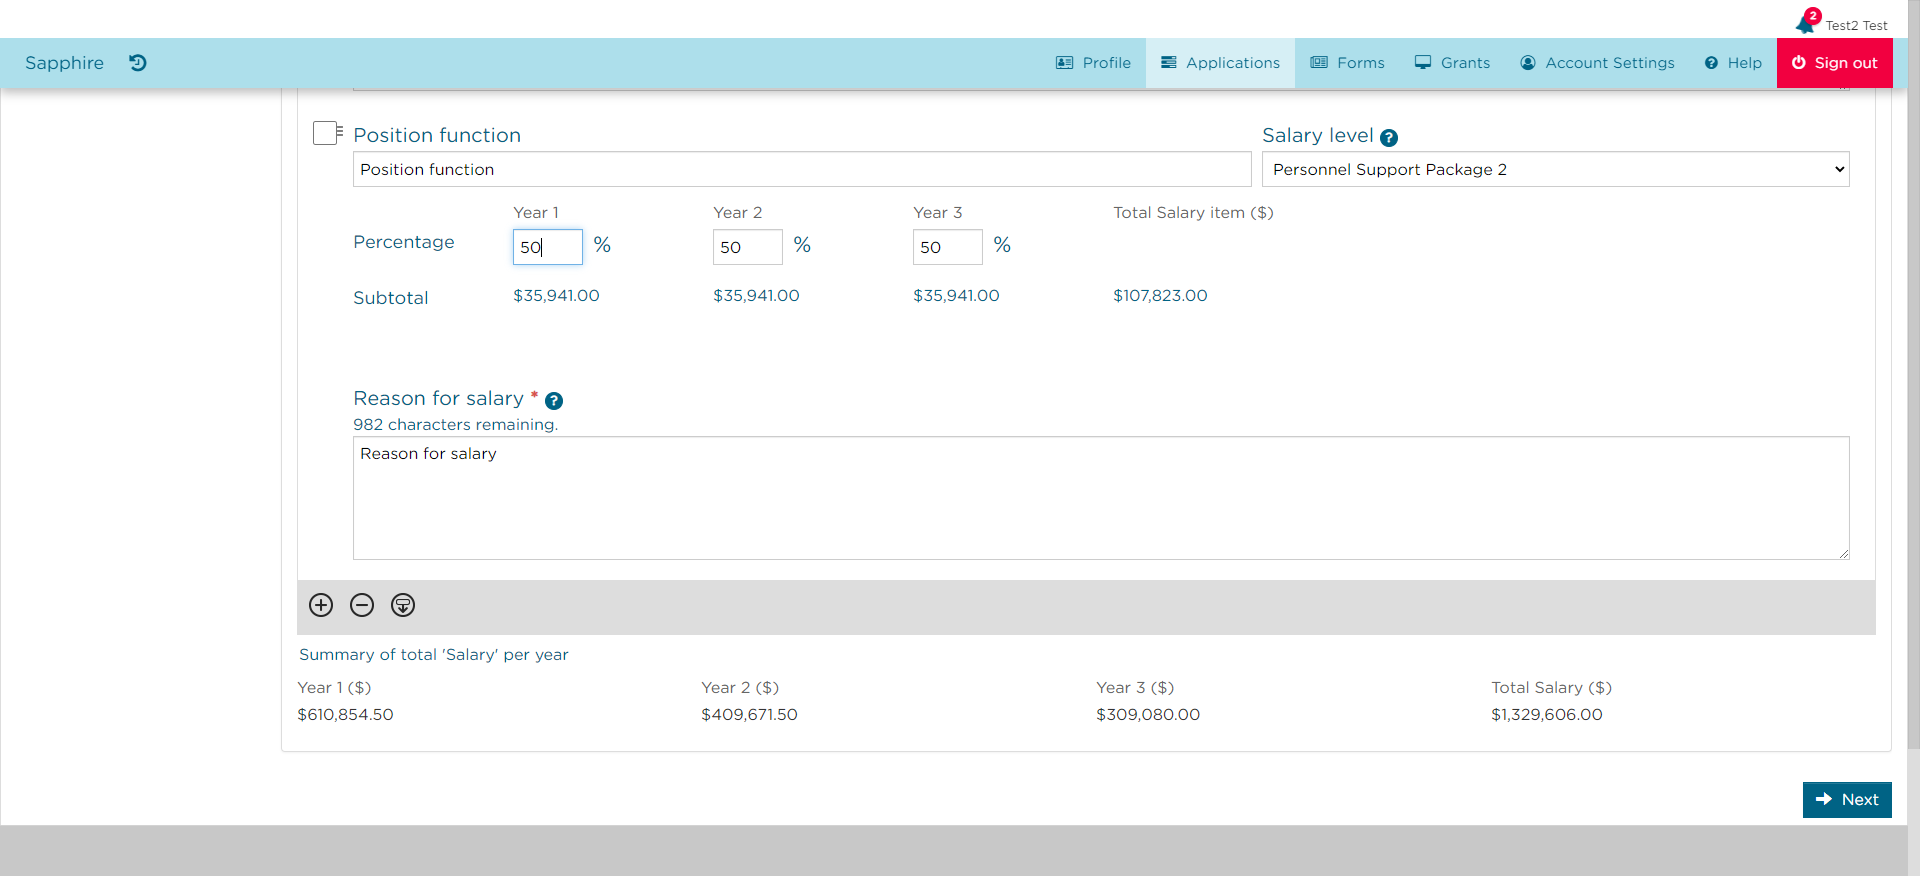 2
Test2 Test
Sapphire
Profile
Applications
Forms
Grants
Account Settings
Help
Sign out
Position function
Salary level ?
Position function
Personnel Support Package 2
Year 1 Year 2 Year 3 Total Salary item ($)
Percentage 50 % 50 % 50 %
Subtotal $35,941.00 $35,941.00 $35,941.00 $107,823.00
Reason for salary * ?
982 characters remaining.
Reason for salary
Summary of total 'Salary' per year
Year 1 ($) Year 2 ($) Year 3 ($) Total Salary ($)
$610,854.50 $409,671.50 $309,080.00 $1,329,606.00
Next